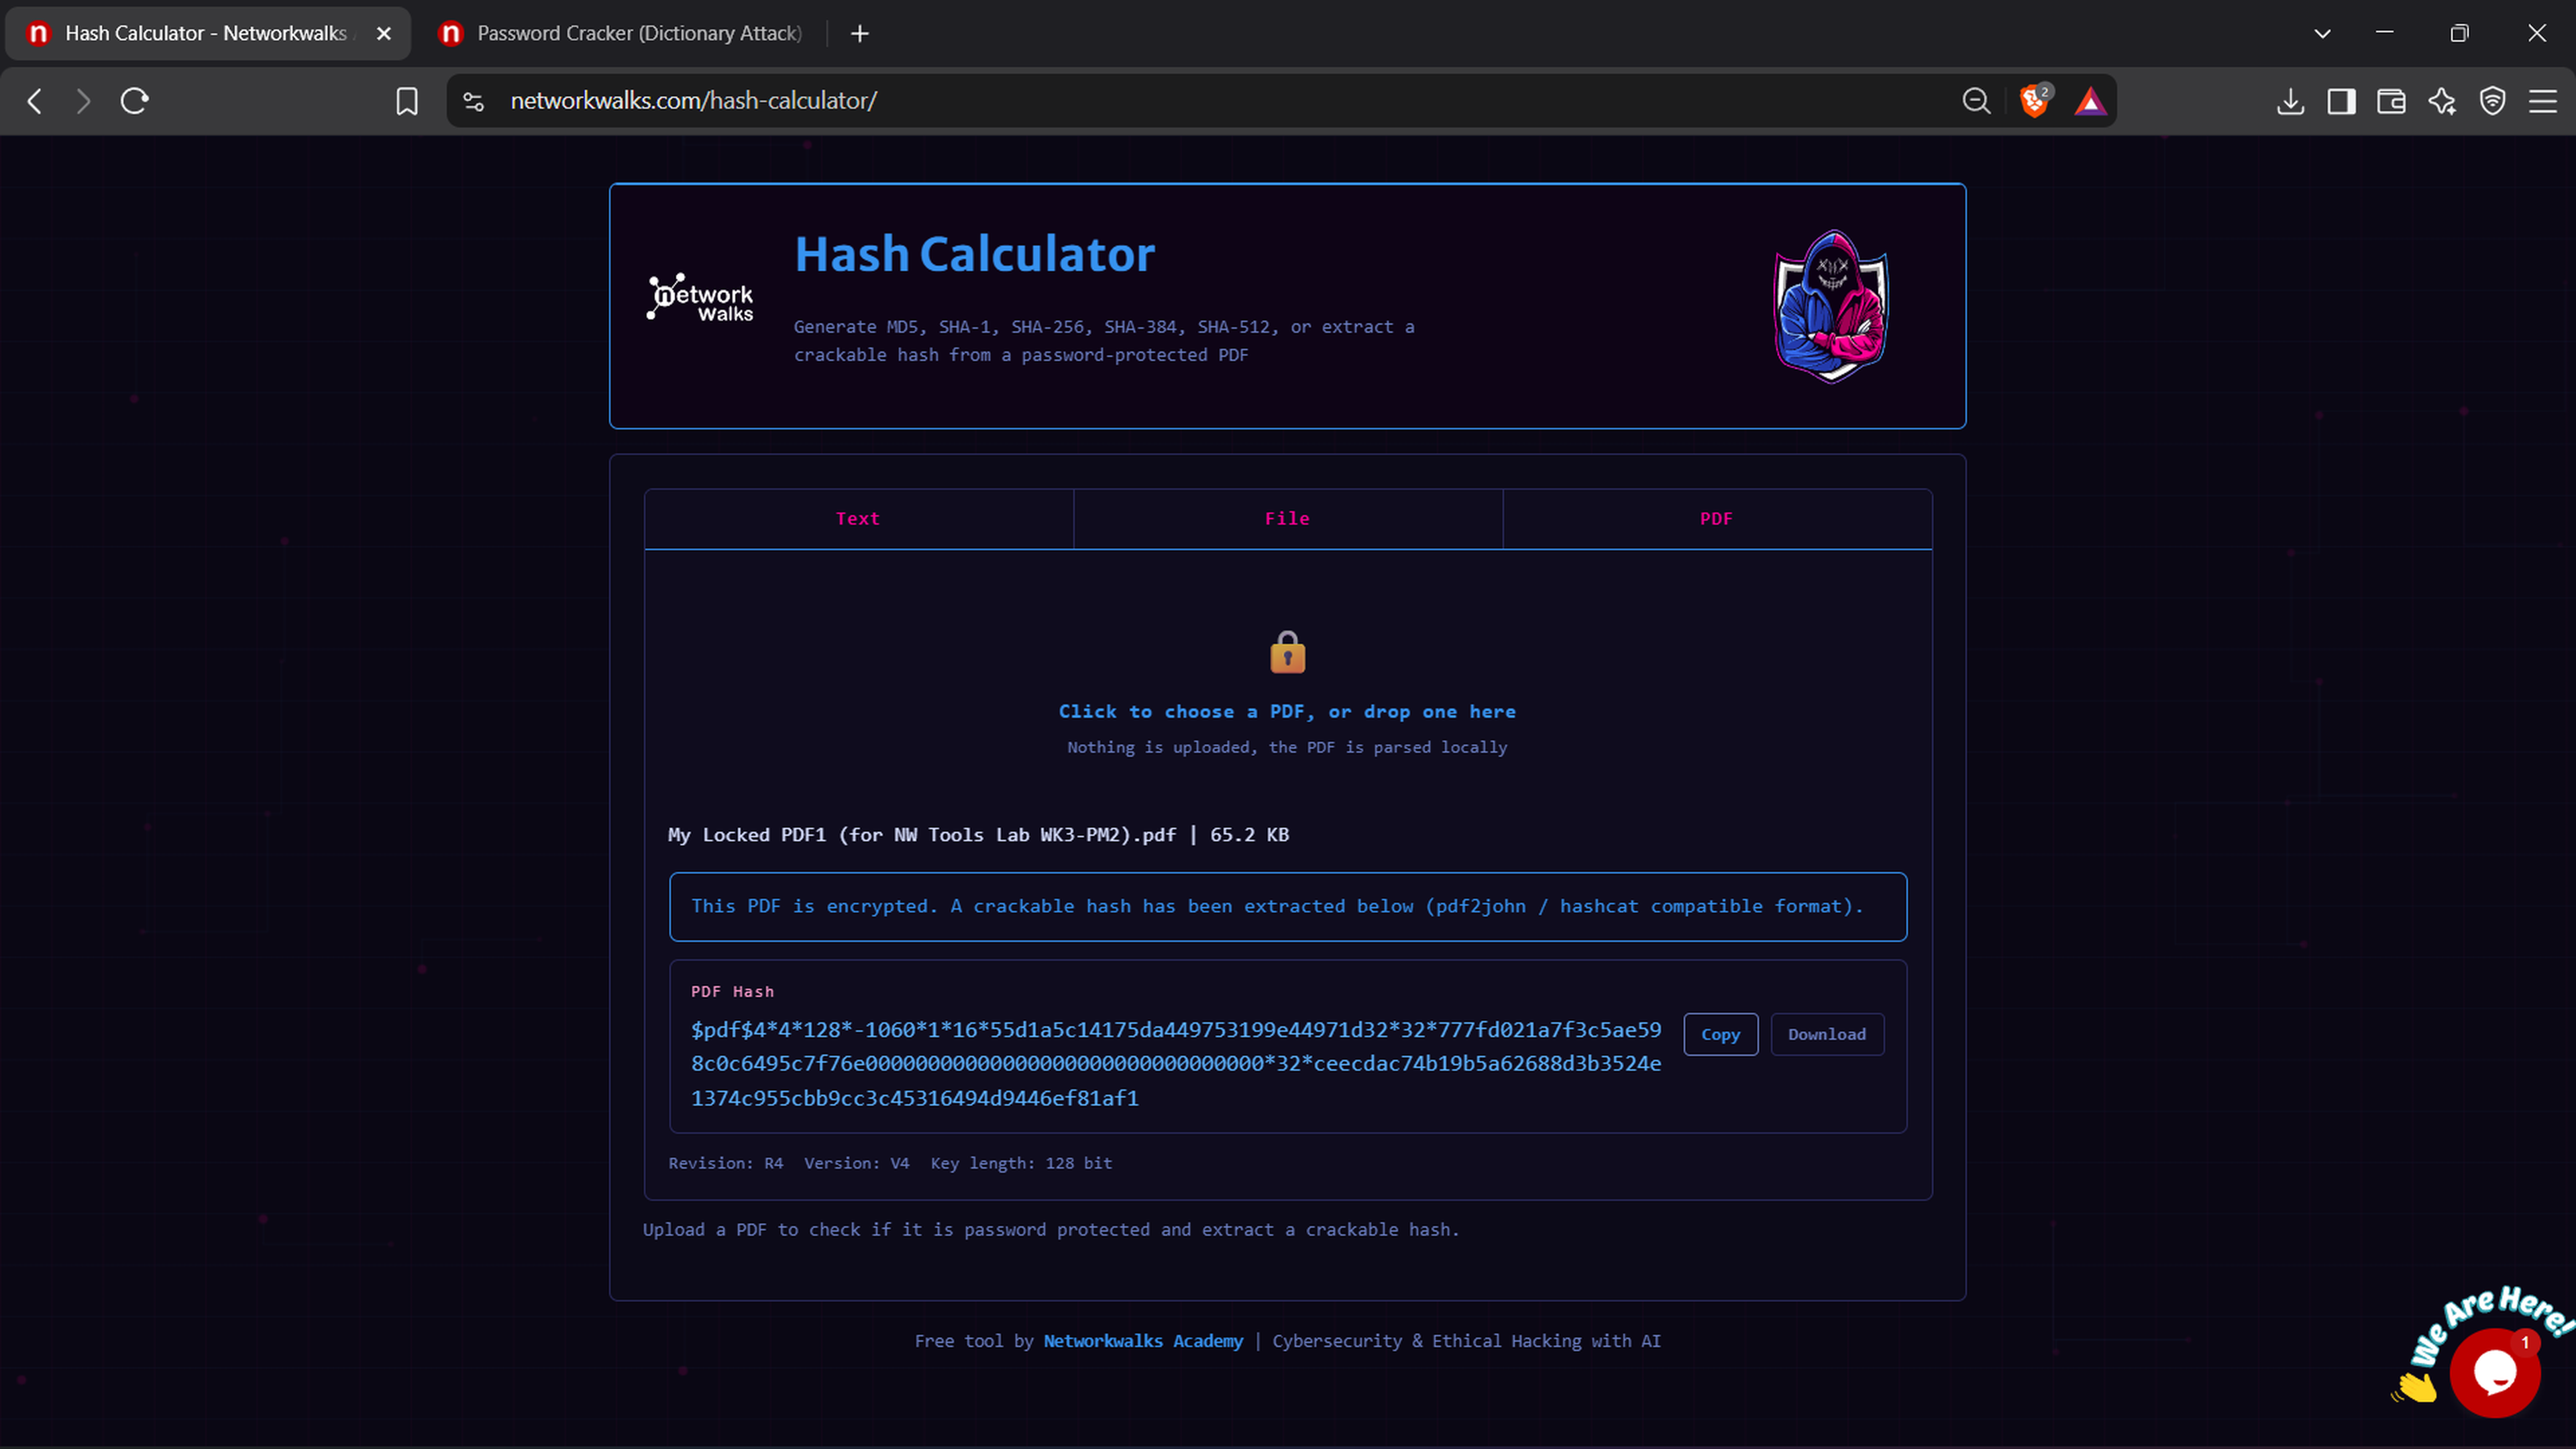 Hash Calculator - Networkwalks
Password Cracker (Dictionary Attack)
networkwalks.com/hash-calculator/
2
network
Walks
Hash Calculator
Generate MD5, SHA-1, SHA-256, SHA-384, SHA-512, or extract a
crackable hash from a password-protected PDF
Text
File
PDF
Click to choose a PDF, or drop one here
Nothing is uploaded, the PDF is parsed locally
My Locked PDF1 (for NW Tools Lab WK3-PM2).pdf | 65.2 KB
This PDF is encrypted. A crackable hash has been extracted below (pdf2john / hashcat compatible format).
PDF Hash
$pdf$4*4*128*-1060*1*16*55d1a5c14175da449753199e44971d32*32*777fd021a7f3c5ae59
8c0c6495c7f76e00000000000000000000000000000000*32*ceecdac74b19b5a62688d3b3524e
1374c955cbb9cc3c45316494d9446ef81af1
Copy
Download
Revision: R4 Version: V4 Key length: 128 bit
Upload a PDF to check if it is password protected and extract a crackable hash.
Free tool by Networkwalks Academy | Cybersecurity & Ethical Hacking with AI
We Are Here!
1